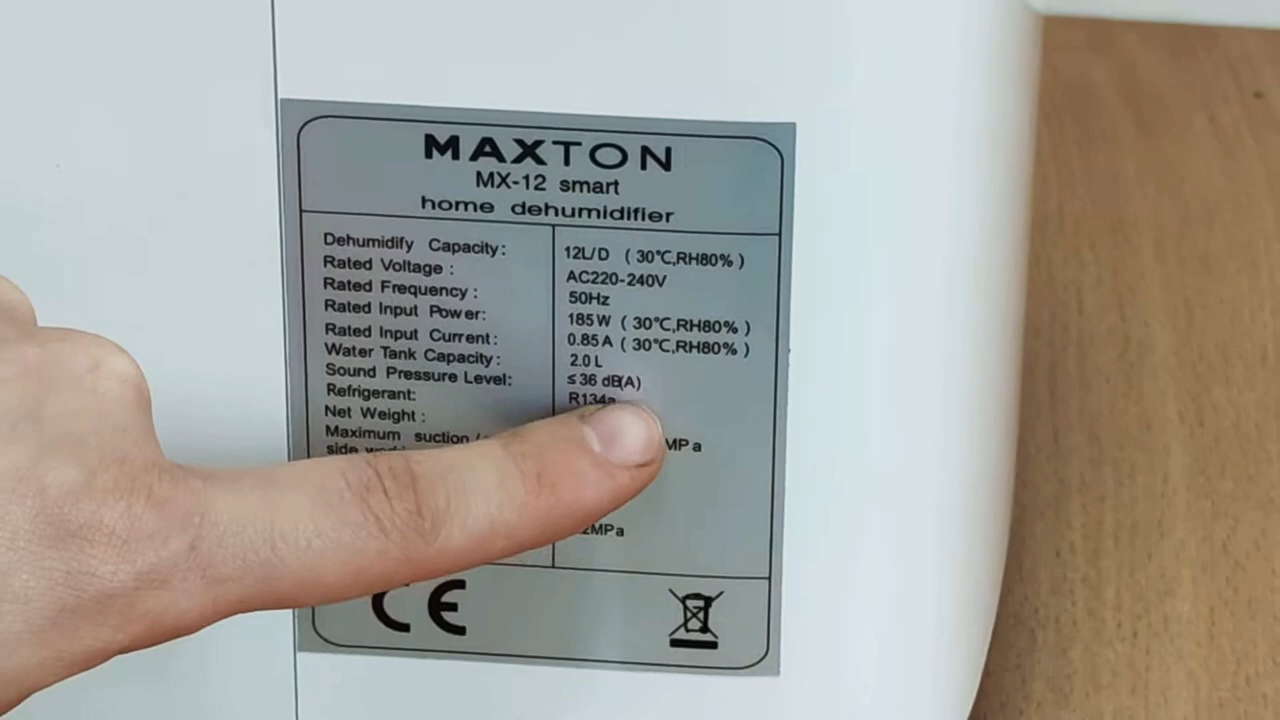 MAXTON
MX-12 smart
home dehumidifier
Dehumidify Capacity: 12L/D ( 30°C,RH80% )
Rated Voltage : AC220-240V
Rated Frequency : 50Hz
Rated Input Power: 185W ( 30°C,RH80% )
Rated Input Current: 0.85A ( 30°C,RH80% )
Water Tank Capacity: 2.0L
Sound Pressure Level: ≤36 dB(A)
Refrigerant: R134a
Net Weight :
Maximum suction MPa
side
MPa
CE